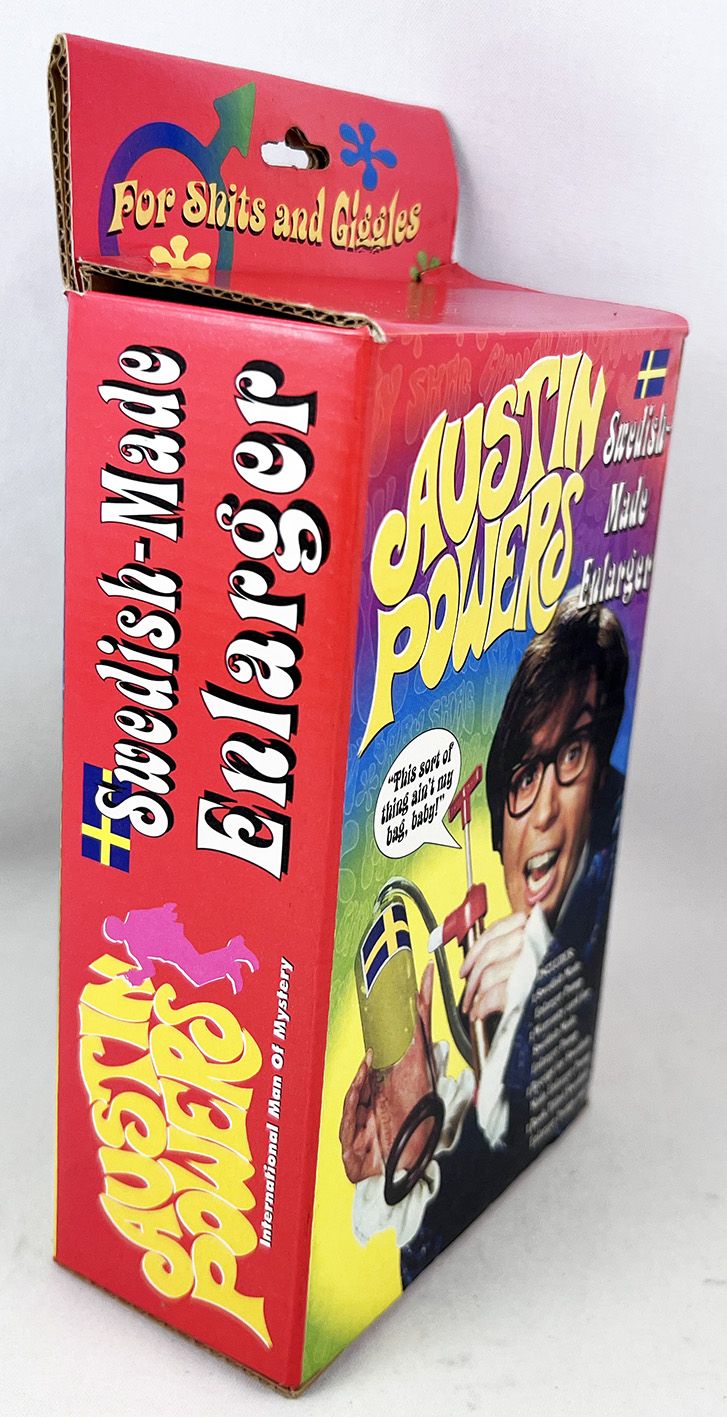 For Shits and Giggles
Swedish-Made
Enlarger
AUSTIN
POWERS
International Man Of Mystery
AUSTIN
POWERS
Swedish-
Made
Enlarger
"This sort of
thing ain't my
bag, baby!"